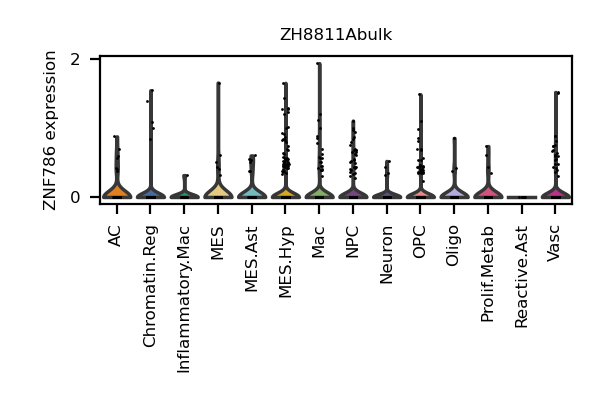 ZH8811Abulk
ZNF786 expression
2
0
AC
Chromatin.Reg
Inflammatory.Mac
MES
MES.Ast
MES.Hyp
Mac
NPC
Neuron
OPC
Oligo
Prolif.Metab
Reactive.Ast
Vasc